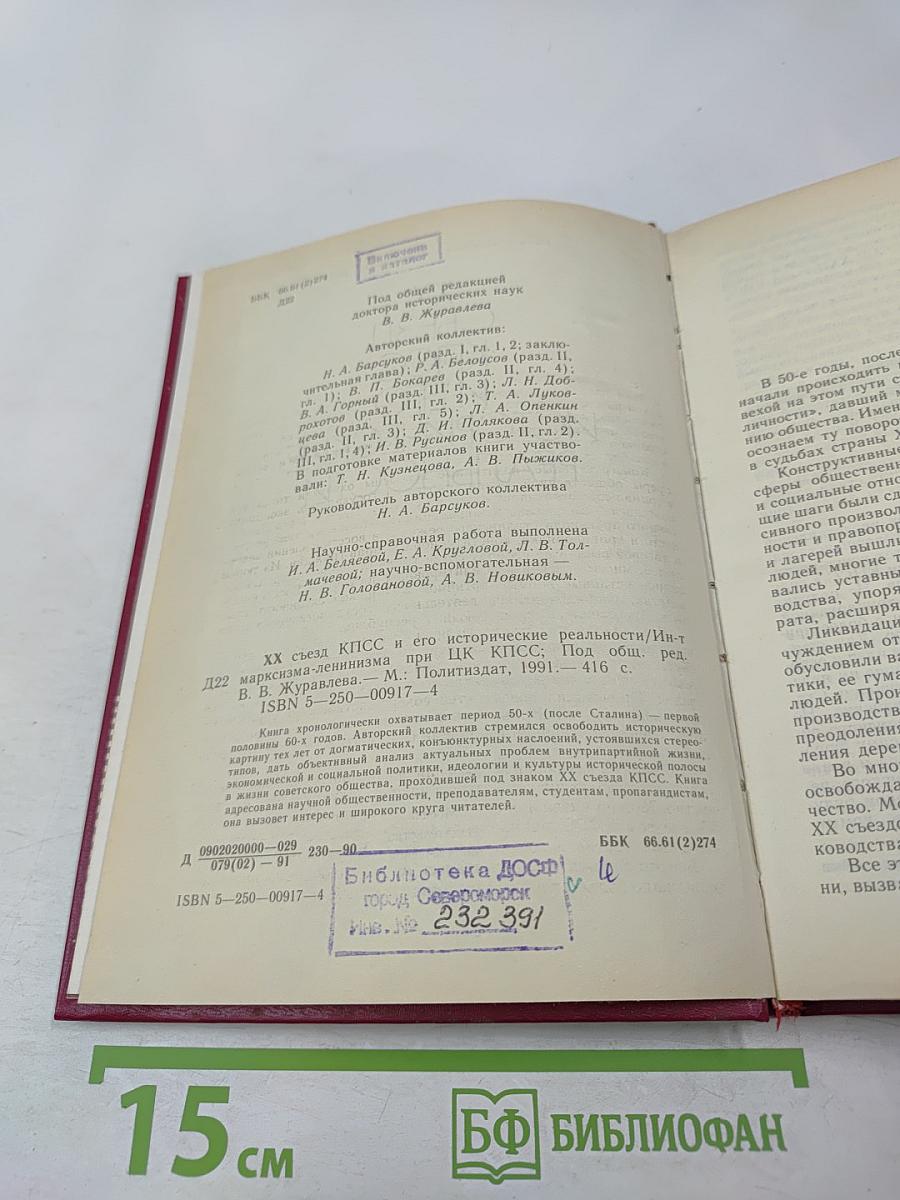 Включена
в каталог
ББК 66.61(2)274
Д22
Под общей редакцией
доктора исторических наук
В. В. Журавлева
Авторский коллектив:
Н. А. Барсуков (разд. I, гл. 1, 2; заклю-
чительная глава); Р. А. Белоусов (разд. II,
гл. 1); В. П. Бокарев (разд. II, гл. 4);
В. А. Горный (разд. III, гл. 3); Л. Н. Доб-
рохотов (разд. III, гл. 2); Т. А. Луков-
цева (разд. III, гл. 5); Л. А. Опенкин
(разд. II, гл. 3); Д. И. Полякова (разд.
III, гл. 1, 4); И. В. Русинов (разд. II, гл. 2).
В подготовке материалов книги участво-
вали: Т. Н. Кузнецова, А. В. Пыжиков.
Руководитель авторского коллектива
Н. А. Барсуков.
Научно-справочная работа выполнена
И. А. Беляевой, Е. А. Кругловой, Л. В. Тол-
мачевой; научно-вспомогательная —
Н. В. Головановой, А. В. Новиковым.
XX съезд КПСС и его исторические реальности/Ин-т
Д22 марксизма-ленинизма при ЦК КПСС; Под общ. ред.
В. В. Журавлева.— М.: Политиздат, 1991.— 416 с.
ISBN 5—250—00917—4
Книга хронологически охватывает период 50-х (после Сталина) — первой
половины 60-х годов. Авторский коллектив стремился освободить историческую
картину тех лет от догматических, конъюнктурных наслоений, устоявшихся стерео-
типов, дать объективный анализ актуальных проблем внутрипартийной жизни,
экономической и социальной политики, идеологии и культуры исторической полосы
в жизни советского общества, проходившей под знаком XX съезда КПСС. Книга
адресована научной общественности, преподавателям, студентам, пропагандистам,
она вызовет интерес и широкого круга читателей.
Д 0902020000—029
079(02) — 91 230—90
ББК 66.61(2)274
ISBN 5—250—00917—4
Библиотека ДОСФ
город Североморск
Инв. № 232391
В 50-е годы, после
начали происходить
вехой на этом пути с
личности», давший
нию общества. Имен
осознаем ту поворо
в судьбах страны X
Конструктивные
сферы общественн
и социальные отно
щие шаги были сд
сивного произвол
ности и правопор
и лагерей вышл
людей, многие т
вались уставны
водства, упоря
рата, расширя
Ликвидаци
чуждением от
обусловили ва
тики, ее гума
людей. Прои
производств
преодоления
ления дерев
Во мног
освобожда
чество. Мо
XX съездо
ководства
Все эт
ни, вызва
15 см
БФ БИБЛИОФАН